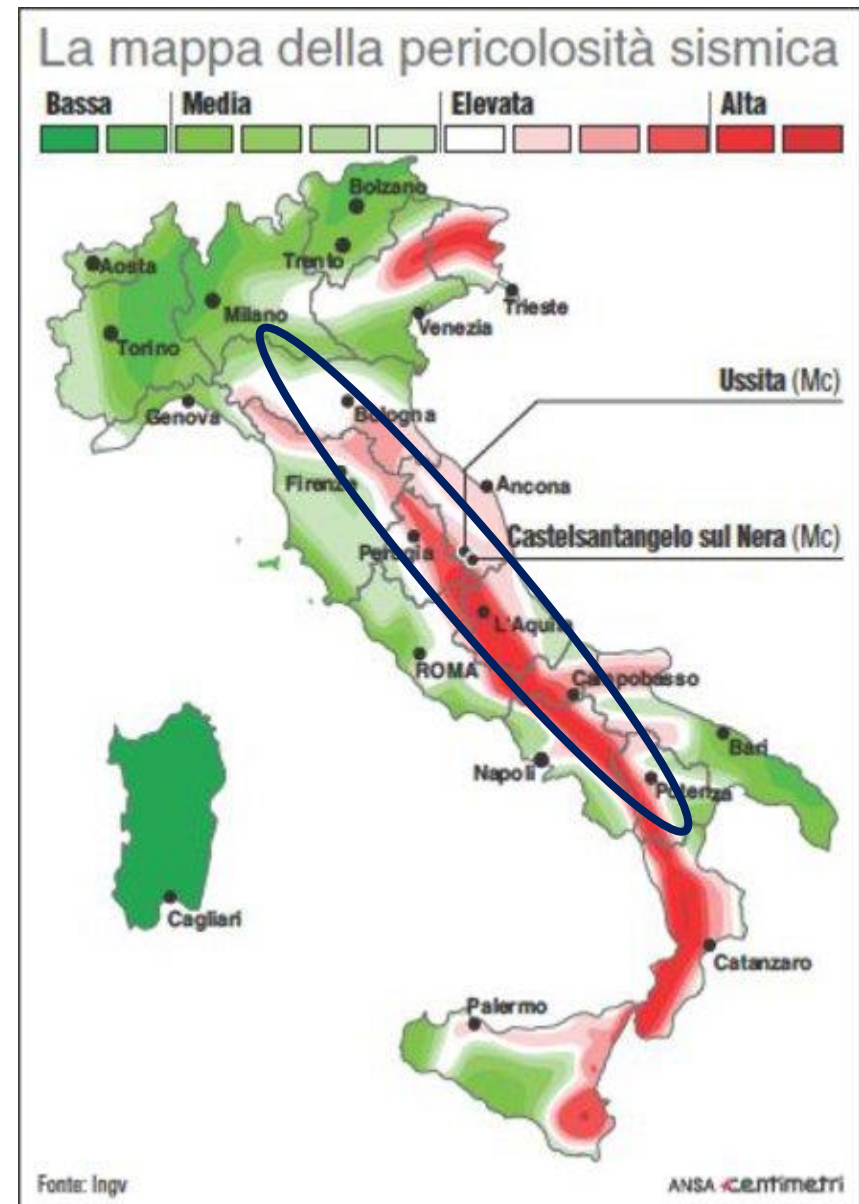 La mappa della pericolosità sismica
Bassa Media Elevata Alta
Bolzano
Aosta
Trento
Trieste
Milano
Venezia
Torino
Ussita (Mc)
Genova
Bologna
Firenze
Ancona
Castelsantangelo sul Nera (Mc)
Perugia
L'Aquila
ROMA
Campobasso
Bari
Napoli
Potenza
Cagliari
Catanzaro
Palermo
Fonte: Ingv
ANSA centimetri